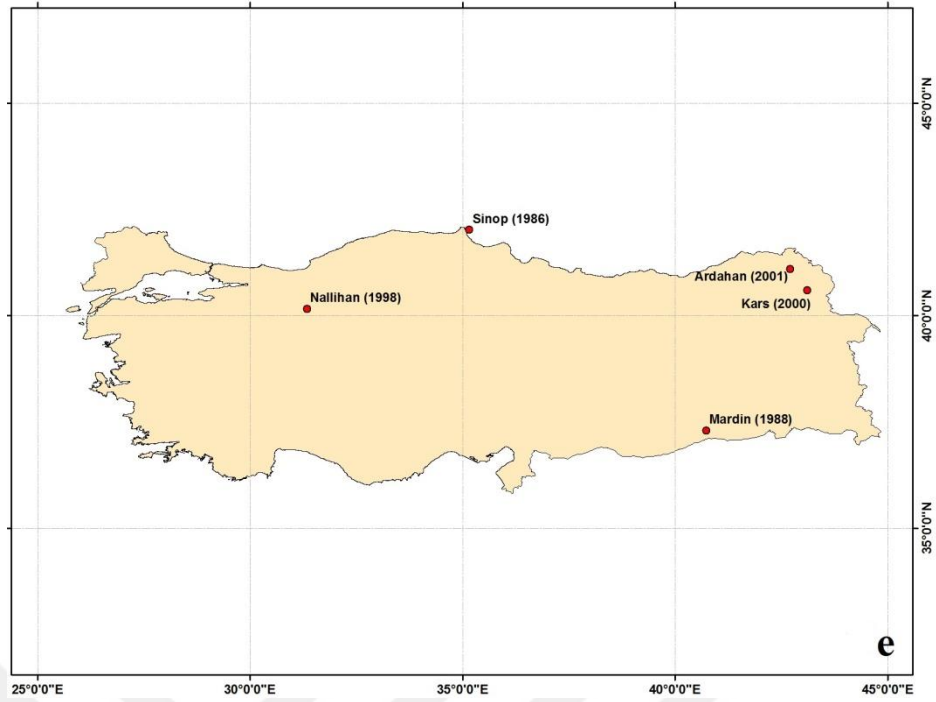 45°0'0"N
Sinop (1986)
Ardahan (2001)
Nallihan (1998)
Kars (2000)
40°0'0"N
Mardin (1988)
35°0'0"N
e
25°0'0"E
30°0'0"E
35°0'0"E
40°0'0"E
45°0'0"E